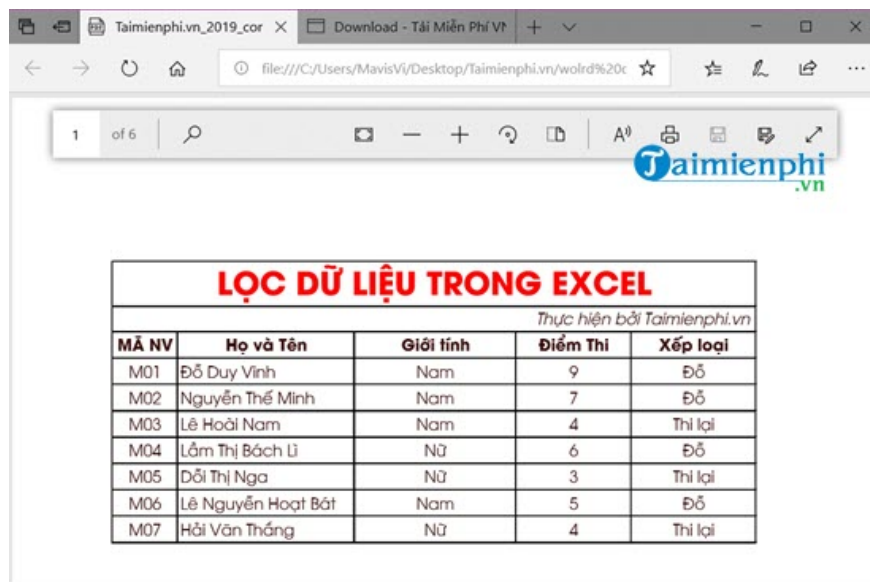 Taimienphi.vn_2019_cor
Download - Tải Miễn Phí VN
file:///C:/Users/MavisVi/Desktop/Taimienphi.vn/wolrd%20c
1 of 6
Taimienphi
.vn
LỌC DỮ LIỆU TRONG EXCEL
Thực hiện bởi Taimienphi.vn
MÃ NV Họ và Tên Giới tính Điểm Thi Xếp loại
M01 Đỗ Duy Vinh Nam 9 Đỗ
M02 Nguyễn Thế Minh Nam 7 Đỗ
M03 Lê Hoài Nam Nam 4 Thi lại
M04 Lầm Thị Bách Lì Nữ 6 Đỗ
M05 Dỗi Thị Nga Nữ 3 Thi lại
M06 Lê Nguyễn Hoạt Bát Nam 5 Đỗ
M07 Hải Văn Thắng Nữ 4 Thi lại